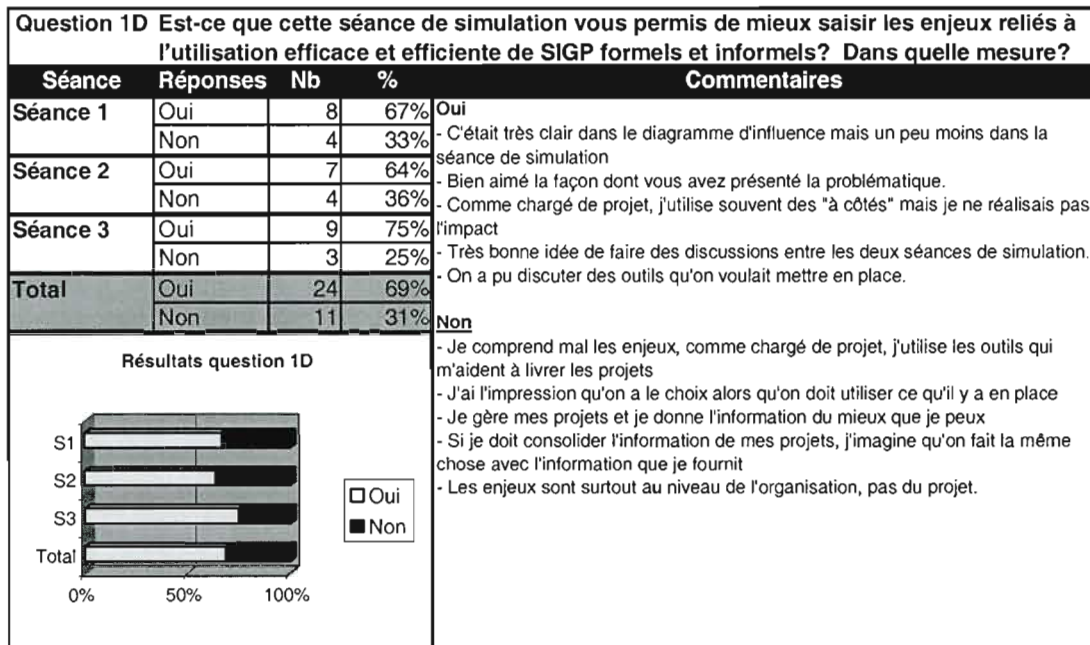 Question 1D Est-ce que cette séance de simulation vous permis de mieux saisir les enjeux reliés à
l'utilisation efficace et efficiente de SIGP formels et informels? Dans quelle mesure?
Séance Réponses Nb % Commentaires
Séance 1 Oui 8 67%
Non 4 33%
Séance 2 Oui 7 64%
Non 4 36%
Séance 3 Oui 9 75%
Non 3 25%
Total Oui 24 69%
Non 11 31%
Oui
- C'était très clair dans le diagramme d'influence mais un peu moins dans la
séance de simulation
- Bien aimé la façon dont vous avez présenté la problématique.
- Comme chargé de projet, j'utilise souvent des "à côtés" mais je ne réalisais pas
l'impact
- Très bonne idée de faire des discussions entre les deux séances de simulation.
- On a pu discuter des outils qu'on voulait mettre en place.
Non
- Je comprend mal les enjeux, comme chargé de projet, j'utilise les outils qui
m'aident à livrer les projets
- J'ai l'impression qu'on a le choix alors qu'on doit utiliser ce qu'il y a en place
- Je gère mes projets et je donne l'information du mieux que je peux
- Si je doit consolider l'information de mes projets, j'imagine qu'on fait la même
chose avec l'information que je fournit
- Les enjeux sont surtout au niveau de l'organisation, pas du projet.
Résultats question 1D
S1
S2
S3
Total
0% 50% 100%
Oui
Non